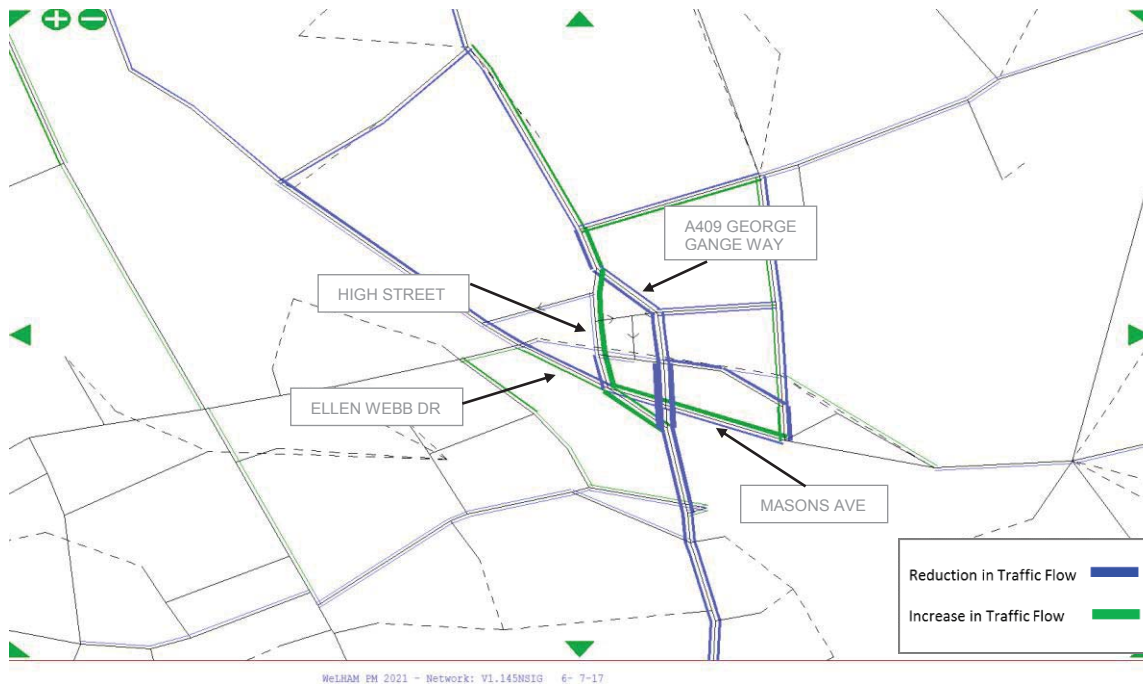 A409 GEORGE
GANGE WAY
HIGH STREET
ELLEN WEBB DR
MASONS AVE
Reduction in Traffic Flow
Increase in Traffic Flow
WeLHAM PM 2021 - Network: V1.145NSIG 6- 7-17